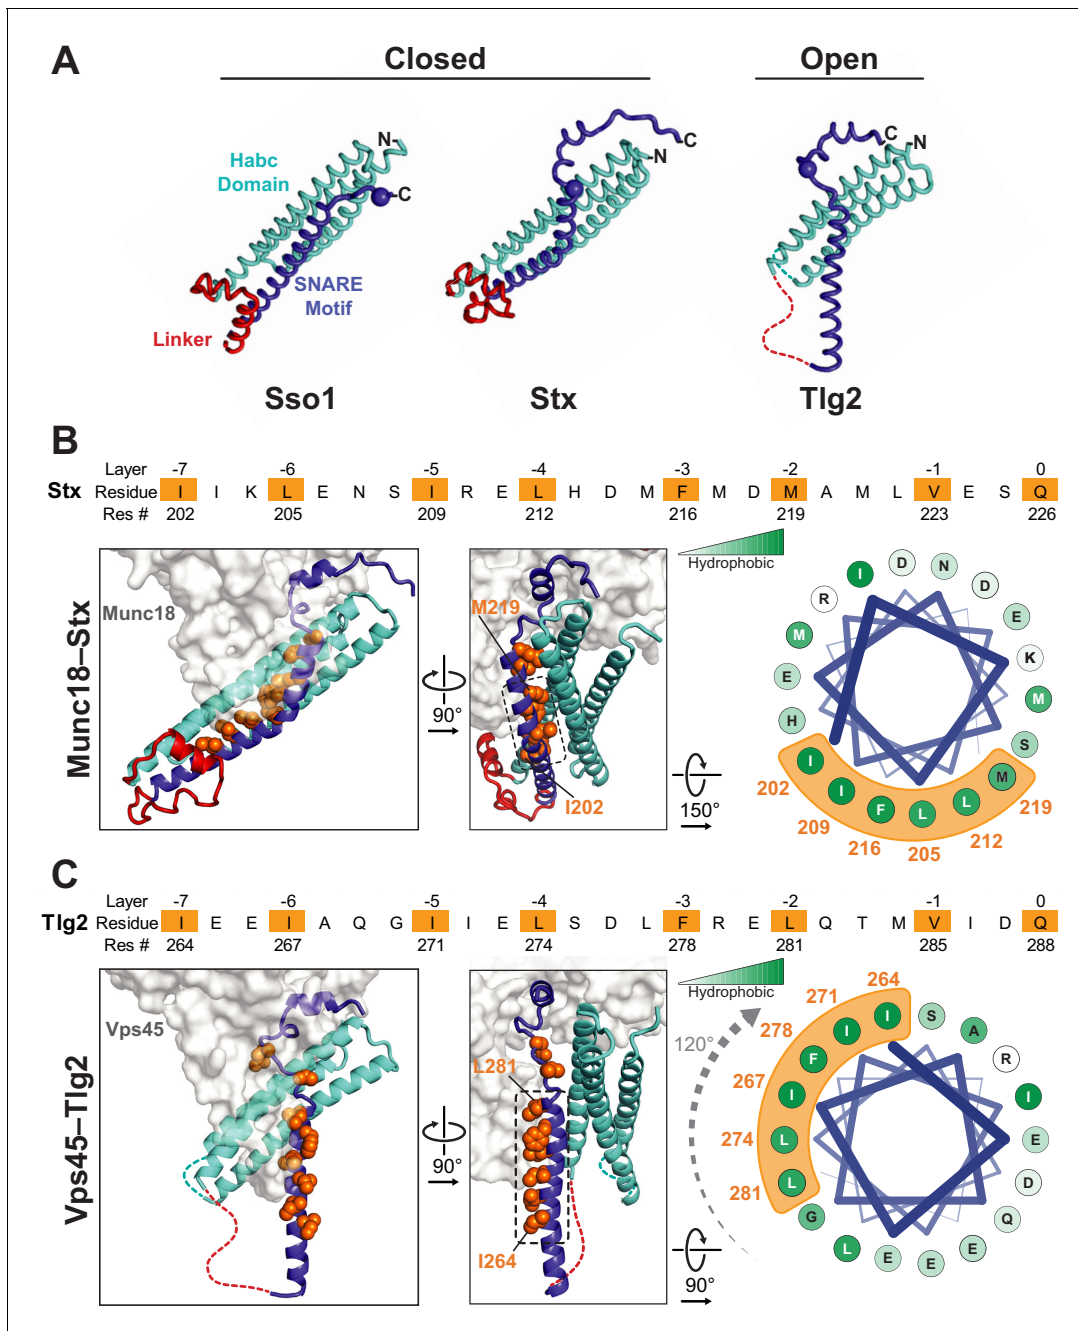 A
Closed
Open
Habc
Domain
N
C
SNARE
Motif
Linker
N
C
C
N
Sso1
Stx
Tlg2
B
Layer -7 -6 -5 -4 -3 -2 -1 0
Stx Residue I I K L E N S I R E L H D M F M D M A M L V E S Q
Res # 202 205 209 212 216 219 223 226
Munc18–Stx
Munc18
90°
M219
I202
150°
Hydrophobic
I D N D
R E
M K
E M
H S
I I F L L M
202 209 216 205 212 219
C
Layer -7 -6 -5 -4 -3 -2 -1 0
Tlg2 Residue I E E I A Q G I I E L S D L F R E L Q T M V I D Q
Res # 264 267 271 274 278 281 285 288
Vps45–Tlg2
Vps45
90°
L281
I264
90°
Hydrophobic
120°
264
271
278
267
274
281
I S A
I R
F I
I E
L D
L Q
G L E E E